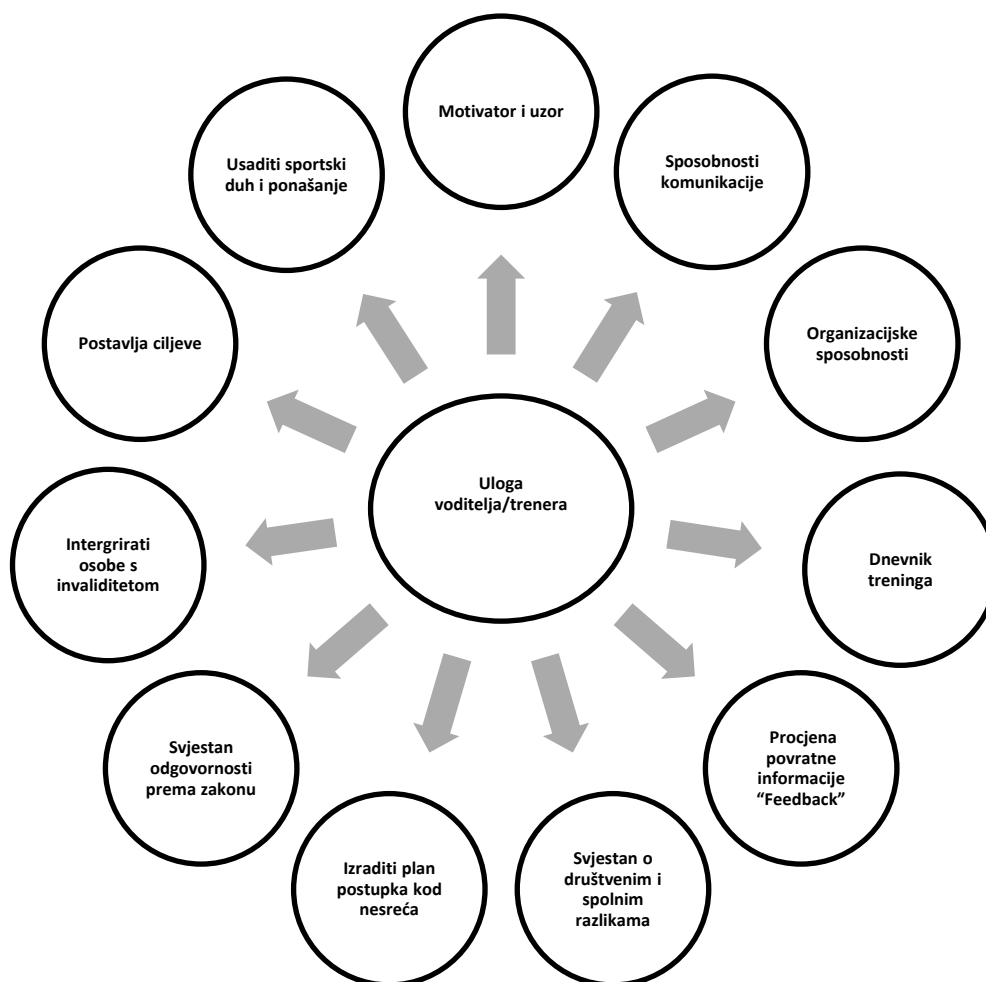 Motivator i uzor
Sposobnosti
komunikacije
Organizacijske
sposobnosti
Dnevnik
treninga
Procjena
povratne
informacije
“Feedback”
Svjestan o
društvenim i
spolnim
razlikama
Izraditi plan
postupka kod
nesreća
Svjestan
odgovornosti
prema zakonu
Intergrirati
osobe s
invaliditetom
Postavlja ciljeve
Usaditi sportski
duh i ponašanje
Uloga
voditelja/trenera